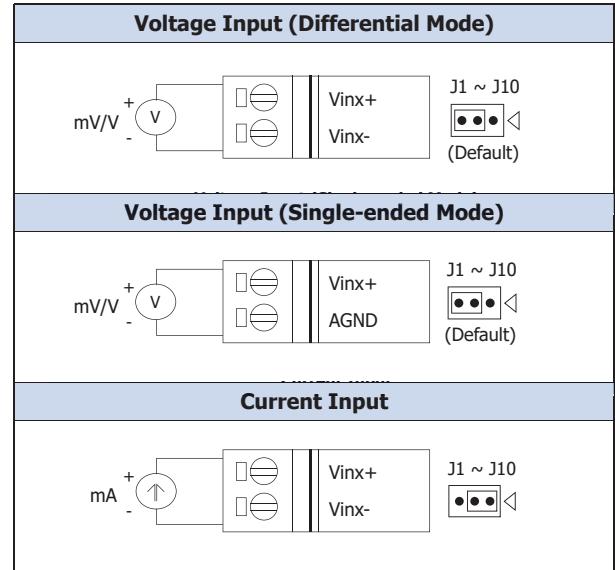 Voltage Input (Differential Mode)
mV/V
+
V
-
Vinx+
Vinx-
J1 ~ J10
(Default)
Voltage Input (Single-ended Mode)
mV/V
+
V
-
Vinx+
AGND
J1 ~ J10
(Default)
Current Input
mA
+
-
Vinx+
Vinx-
J1 ~ J10